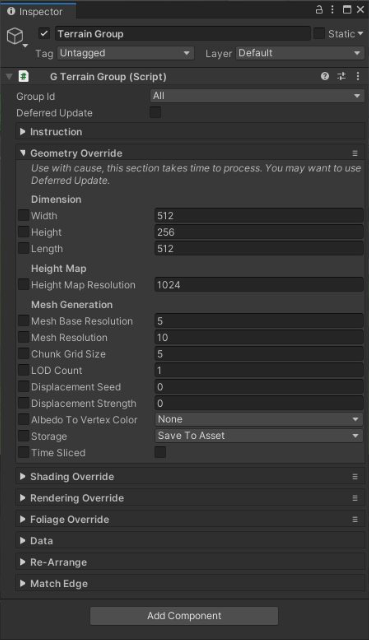 Inspector
Terrain Group
Static
Tag Untagged Layer Default
G Terrain Group (Script)
Group Id All
Deferred Update
Instruction
Geometry Override
Use with cause, this section takes time to process. You may want to use
Deferred Update.
Dimension
Width 512
Height 256
Length 512
Height Map
Height Map Resolution 1024
Mesh Generation
Mesh Base Resolution 5
Mesh Resolution 10
Chunk Grid Size 5
LOD Count 1
Displacement Seed 0
Displacement Strength 0
Albedo To Vertex Color None
Storage Save To Asset
Time Sliced
Shading Override
Rendering Override
Foliage Override
Data
Re-Arrange
Match Edge
Add Component